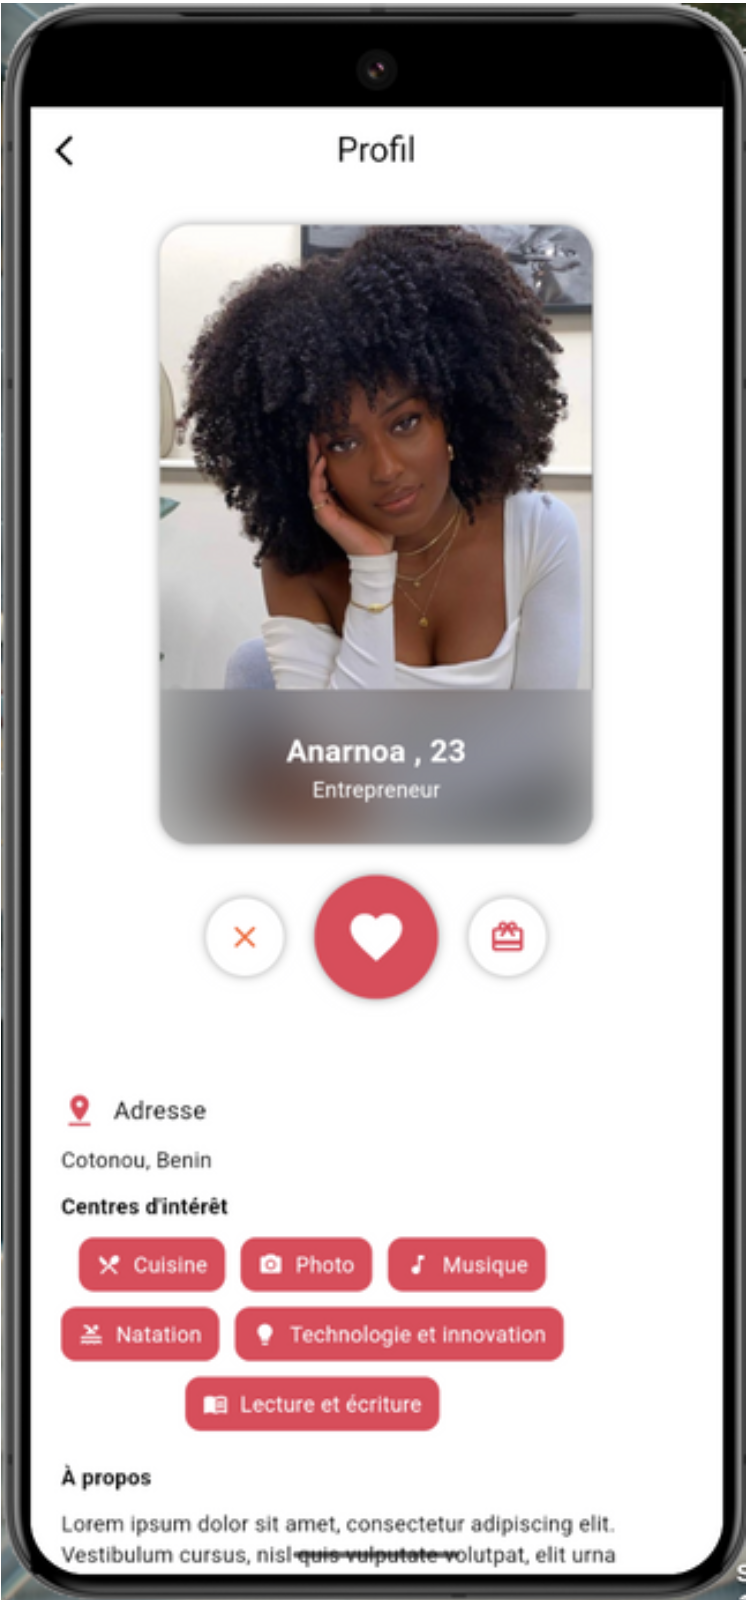 Profil
Anarnoa , 23
Entrepreneur
Adresse
Cotonou, Benin
Centres d'intérêt
Cuisine Photo Musique
Natation Technologie et innovation
Lecture et écriture
À propos
Lorem ipsum dolor sit amet, consectetur adipiscing elit.
Vestibulum cursus, nisl quis vulputate volutpat, elit urna